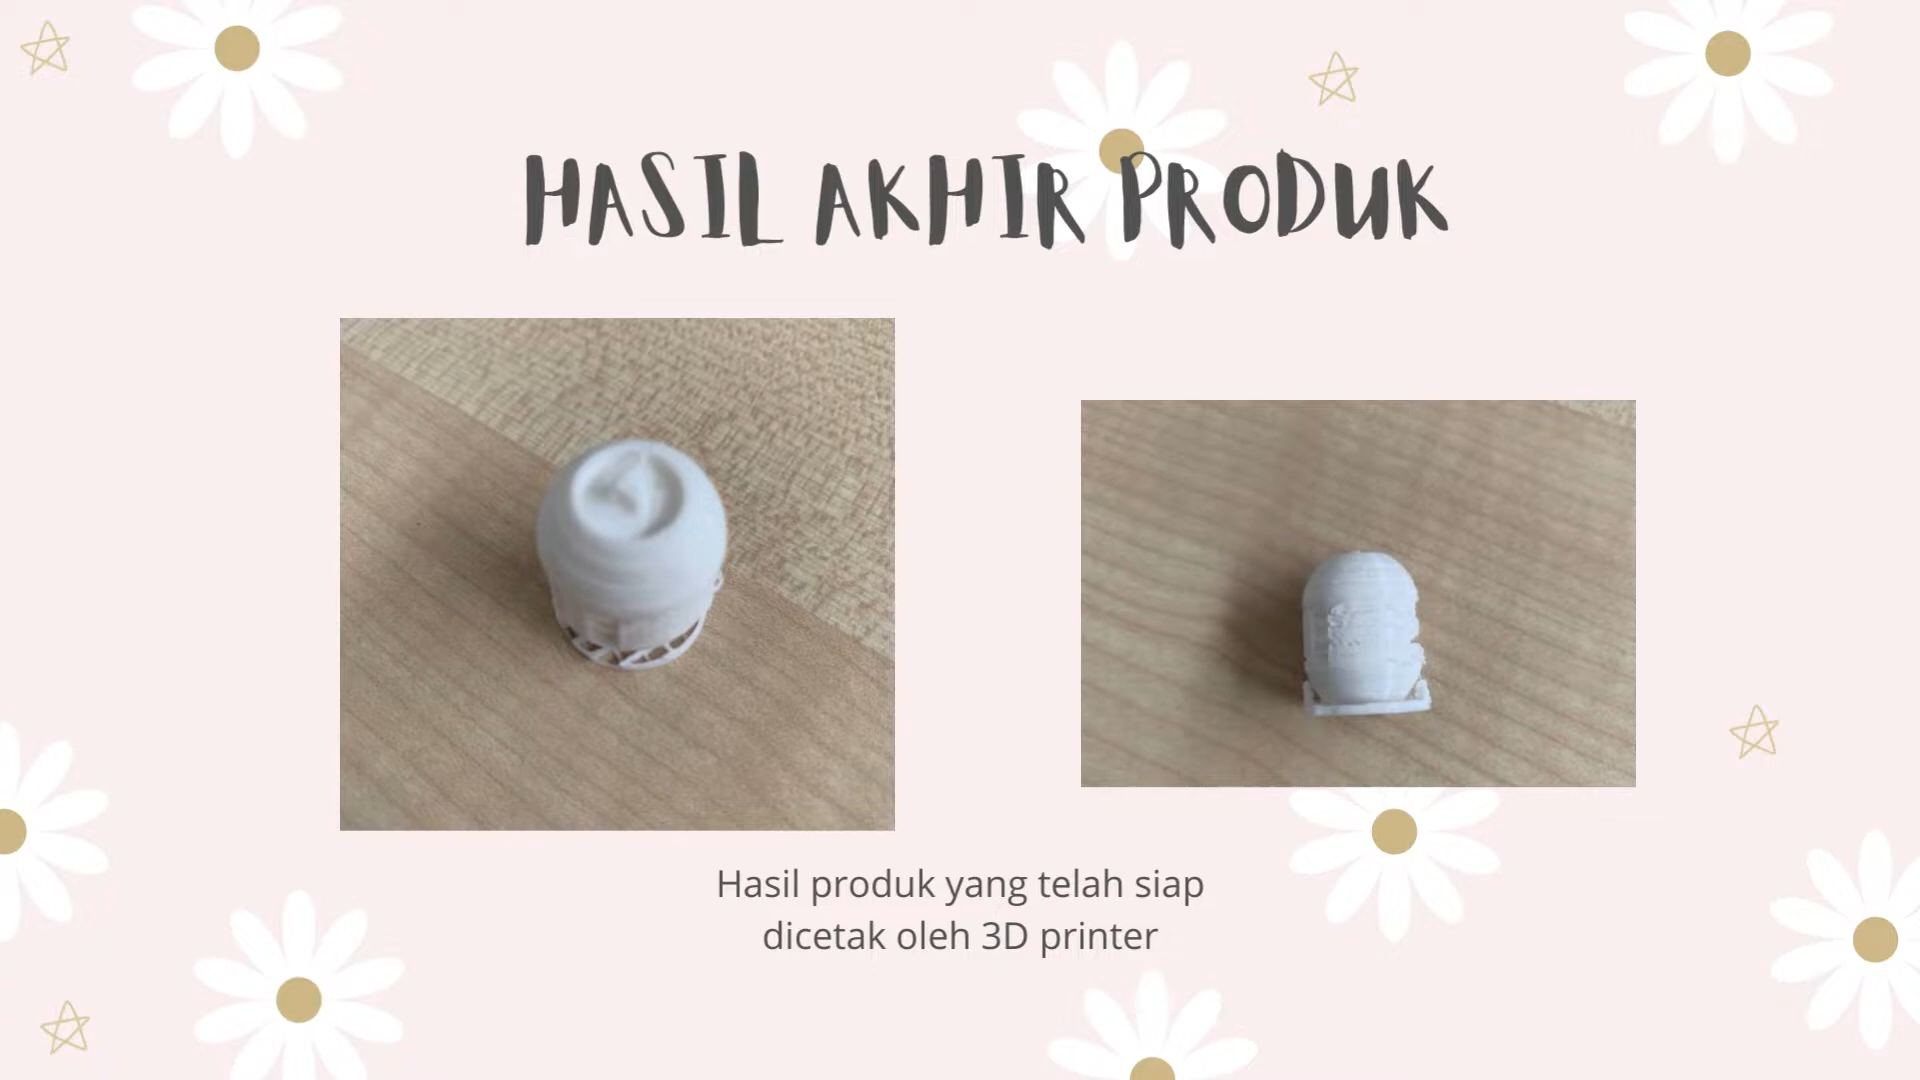 HASIL AKHIR PRODUK
Hasil produk yang telah siap
dicetak oleh 3D printer